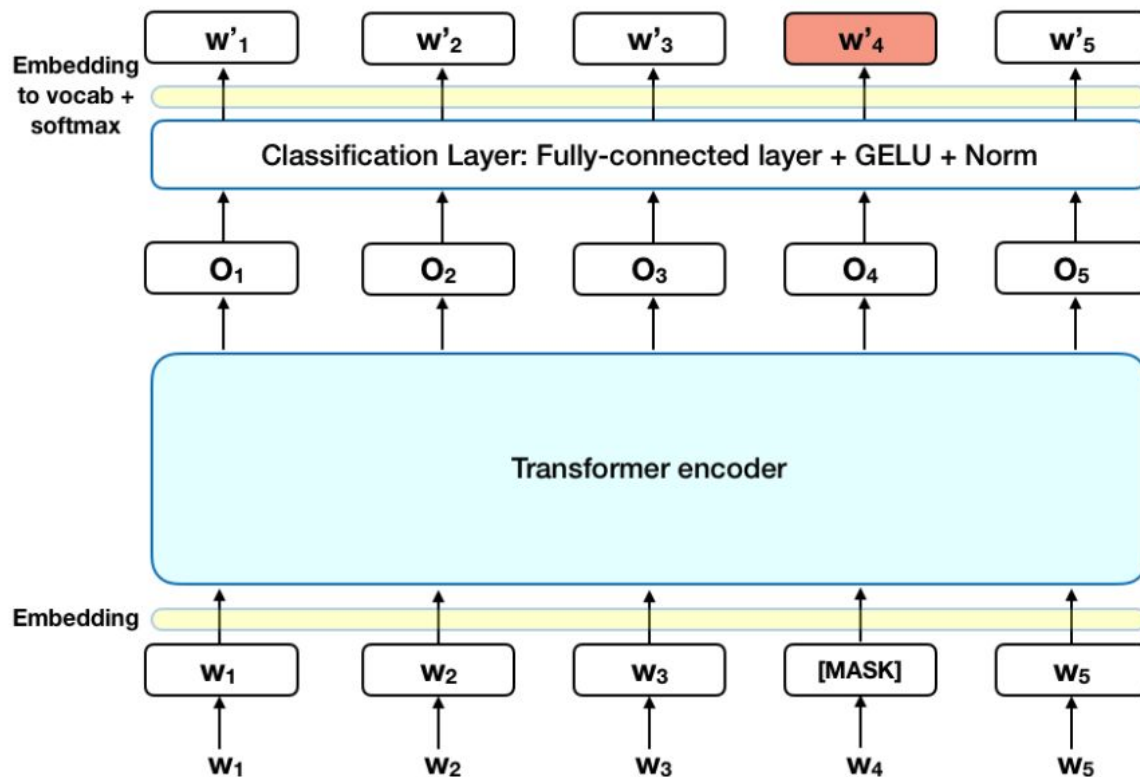 w’₁ w’₂ w’₃ w’₄ w’₅
Embedding
to vocab +
softmax
Classification Layer: Fully-connected layer + GELU + Norm
O₁ O₂ O₃ O₄ O₅
Transformer encoder
Embedding
w₁ w₂ w₃ [MASK] w₅
w₁ w₂ w₃ w₄ w₅